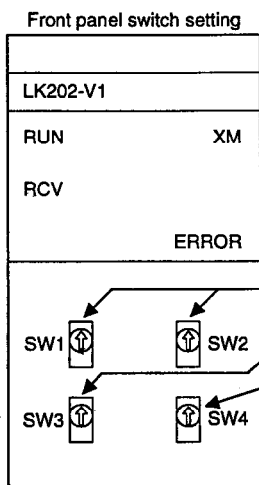 Front panel switch setting
LK202-V1
RUN XM
RCV
ERROR
SW1 SW2
SW3 SW4